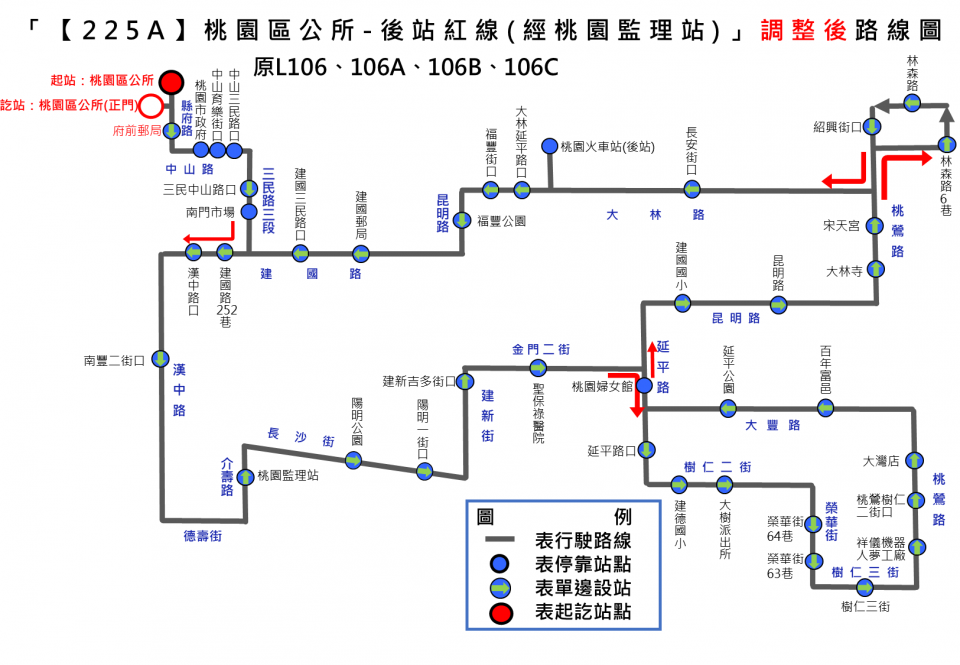 「【225A】桃園區公所-後站紅線(經桃園監理站)」調整後路線圖
原L106、106A、106B、106C
起站：桃園區公所
訖站：桃園區公所(正門)
府前郵局
縣府路
桃園市政府
中山育樂街口
中山三民路口
中山路
三民中山路口
南門市場
三民路三段
建國三民路口
建國郵局
建國路
漢中路口
建國路252巷
昆明路
福豐公園
福豐街口
大林延平路口
桃園火車站(後站)
長安街口
大林路
林森路
紹興街口
林森路6巷
宋天宮
桃鶯路
大林寺
建國國小
昆明路
昆明路
南豐二街口
漢中路
德壽街
介壽路
桃園監理站
長沙街
陽明公園
陽明一街口
建新吉多街口
建新街
金門二街
聖保祿醫院
桃園婦女館
延平路
延平公園
百年富邑
大豐路
延平路口
樹仁二街
建德國小
大樹派出所
榮華街
榮華街64巷
榮華街63巷
樹仁三街
樹仁三街
大灣店
桃鶯樹仁二街口
祥儀機器人夢工廠
桃鶯路
圖例
表行駛路線
表停靠站點
表單邊設站
表起訖站點